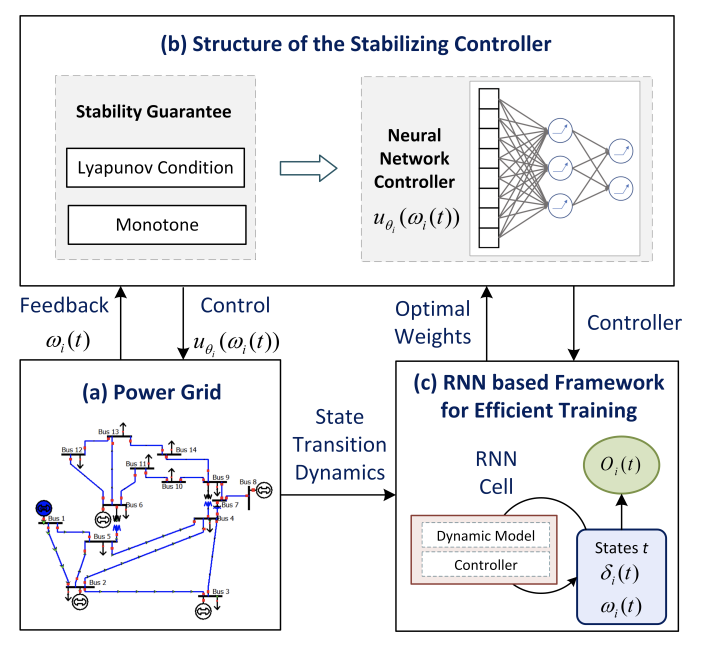 (b) Structure of the Stabilizing Controller
Stability Guarantee
Lyapunov Condition
Monotone
Neural
Network
Controller
u_{θ_i}(ω_i(t))
Feedback
ω_i(t)
Control
u_{θ_i}(ω_i(t))
Optimal
Weights
Controller
(a) Power Grid
Bus 13
Bus 12
Bus 14
Bus 11
Bus 10
Bus 9
Bus 8
Bus 7
Bus 6
Bus 4
Bus 1
Bus 5
Bus 2
Bus 3
State
Transition
Dynamics
(c) RNN based Framework
for Efficient Training
RNN
Cell
O_i(t)
Dynamic Model
Controller
States t
δ_i(t)
ω_i(t)